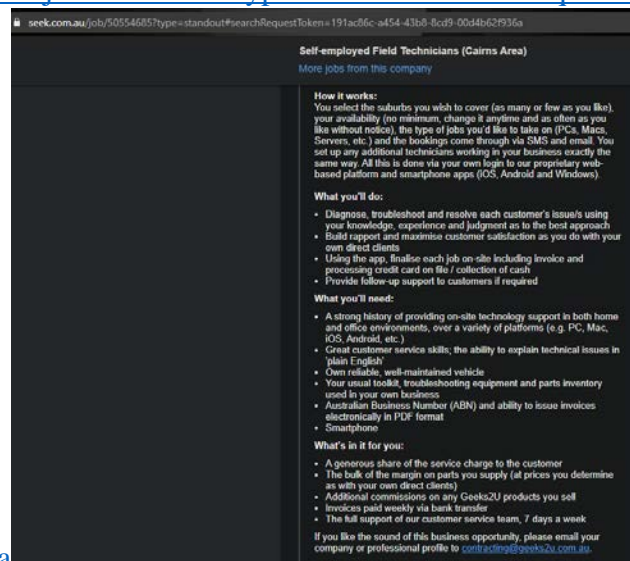 seek.com.au/job/50554685?type=standout#searchRequestToken=191ac86c-a454-43b8-8cd9-00d4b62f936a
Self-employed Field Technicians (Cairns Area)
More jobs from this company
How it works:
You select the suburbs you wish to cover (as many or few as you like),
your availability (no minimum, change it anytime and as often as you
like without notice), the type of jobs you'd like to take on (PCs, Macs,
Servers, etc.) and the bookings come through via SMS and email. You
set up any additional technicians working in your business exactly the
same way. All this is done via your own login to our proprietary web-
based platform and smartphone apps (iOS, Android and Windows).
What you'll do:
• Diagnose, troubleshoot and resolve each customer's issue/s using
your knowledge, experience and judgment as to the best approach
• Build rapport and maximise customer satisfaction as you do with your
own direct clients
• Using the app, finalise each job on-site including invoice and
processing credit card on file / collection of cash
• Provide follow-up support to customers if required
What you'll need:
• A strong history of providing on-site technology support in both home
and office environments, over a variety of platforms (e.g. PC, Mac,
iOS, Android, etc.)
• Great customer service skills; the ability to explain technical issues in
'plain English'
• Own reliable, well-maintained vehicle
• Your usual toolkit, troubleshooting equipment and parts inventory
used in your own business
• Australian Business Number (ABN) and ability to issue invoices
electronically in PDF format
• Smartphone
What's in it for you:
• A generous share of the service charge to the customer
• The bulk of the margin on parts you supply (at prices you determine
as with your own direct clients)
• Additional commissions on any Geeks2U products you sell
• Invoices paid weekly via bank transfer
• The full support of our customer service team, 7 days a week
If you like the sound of this business opportunity, please email your
company or professional profile to contracting@geeks2u.com.au.
a